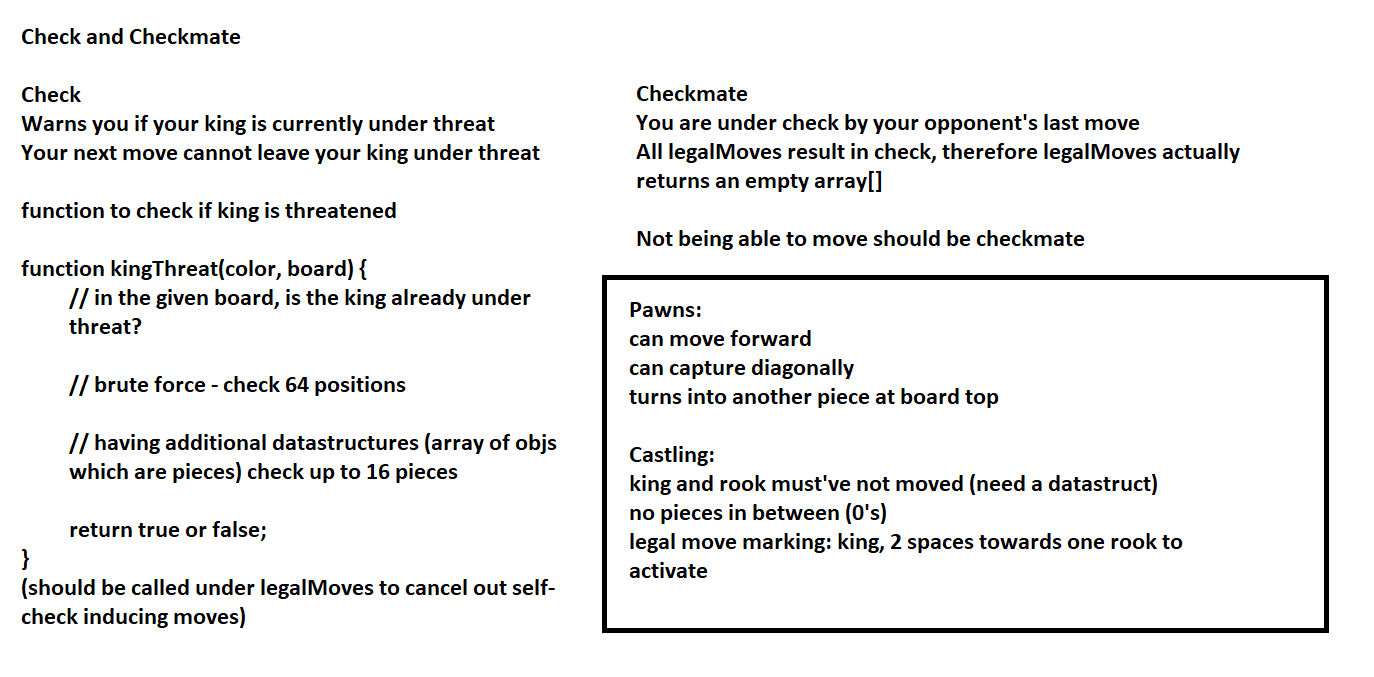 Check and Checkmate
Check
Warns you if your king is currently under threat
Your next move cannot leave your king under threat
function to check if king is threatened
function kingThreat(color, board) {
// in the given board, is the king already under
threat?
// brute force - check 64 positions
// having additional datastructures (array of objs
which are pieces) check up to 16 pieces
return true or false;
}
(should be called under legalMoves to cancel out self-
check inducing moves)
Checkmate
You are under check by your opponent's last move
All legalMoves result in check, therefore legalMoves actually
returns an empty array[]
Not being able to move should be checkmate
Pawns:
can move forward
can capture diagonally
turns into another piece at board top
Castling:
king and rook must've not moved (need a datastruct)
no pieces in between (0's)
legal move marking: king, 2 spaces towards one rook to
activate